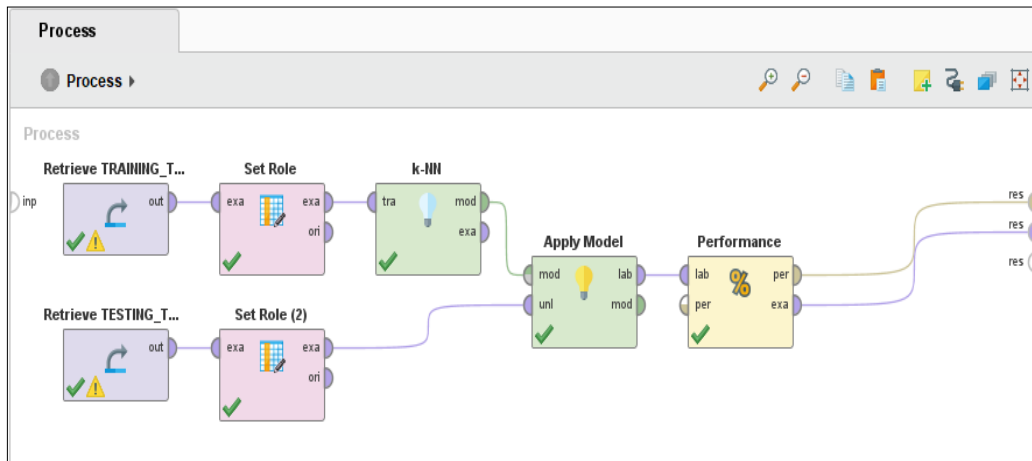 Process
Process
Process
Retrieve TRAINING_T...
Set Role
k-NN
inp
out
exa
exa
ori
tra
mod
exa
res
res
res
Apply Model
Performance
mod
lab
unl
mod
lab
per
per
exa
%
Retrieve TESTING_T...
Set Role (2)
out
exa
exa
ori